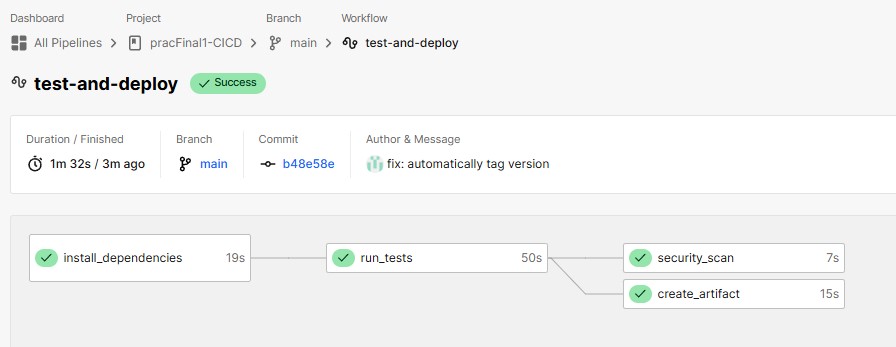 Dashboard Project Branch Workflow
All Pipelines pracFinal1-CICD main test-and-deploy
test-and-deploy Success
Duration / Finished Branch Commit Author & Message
1m 32s / 3m ago main b48e58e fix: automatically tag version
install_dependencies 19s run_tests 50s security_scan 7s
create_artifact 15s